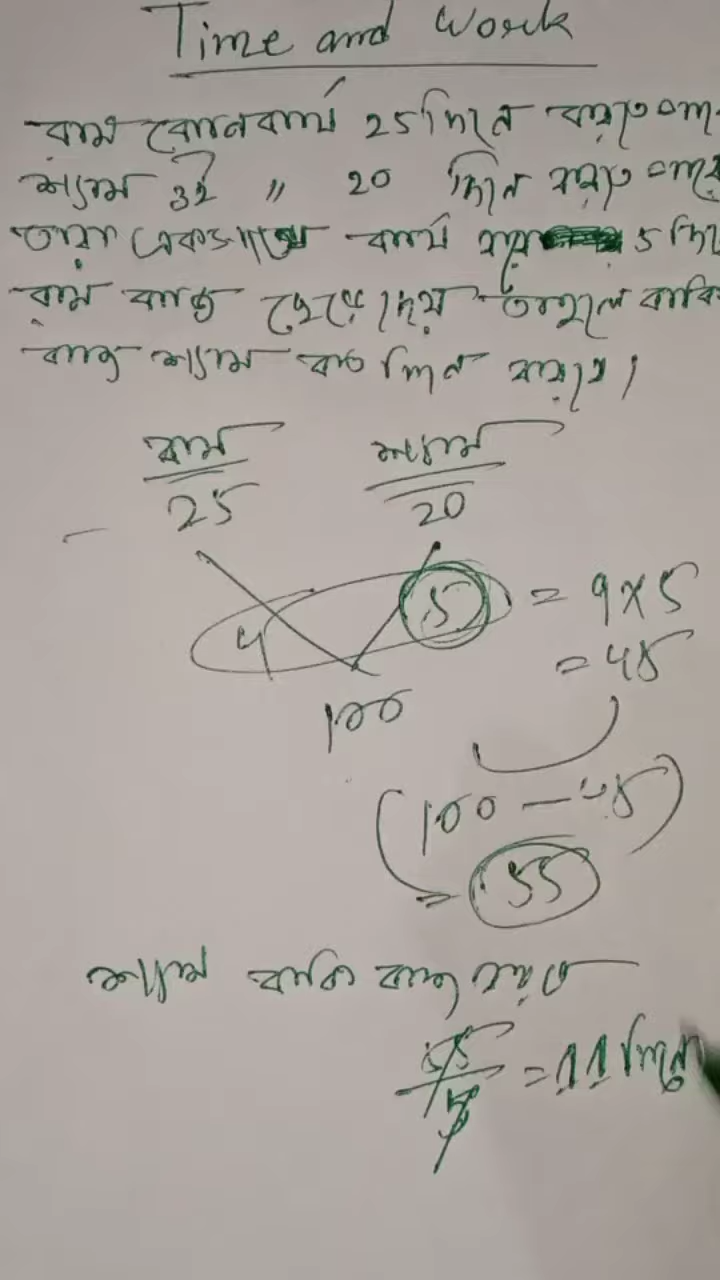 Time and Work
রাম কোন কার্য 25 দিনে করতে পারে
শ্যাম ঐ " 20 দিনে করতে পারে
তারা একসাথে কার্য করে 5 দিন
রাম কাজ ছেড়ে দেয় তাহলে বাকি
কাজ শ্যাম কত দিনে করবে।
রাম শ্যাম
25 20
4 5 = 9 x 5
= 45
100
(100 - 45)
= 55
শ্যাম বাকি কাজ
55/5 = 11 দিনে